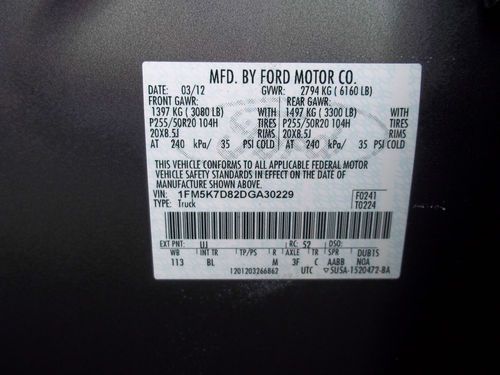 MFD. BY FORD MOTOR CO.
DATE: 03/12 GVWR: 2794 KG ( 6160 LB)
FRONT GAWR: REAR GAWR:
1397 KG ( 3080 LB) WITH 1497 KG ( 3300 LB) WITH
P255/50R20 104H TIRES P255/50R20 104H TIRES
20X8.5J RIMS 20X8.5J RIMS
AT 240 kPa/ 35 PSI COLD AT 240 kPa/ 35 PSI COLD
THIS VEHICLE CONFORMS TO ALL APPLICABLE FEDERAL MOTOR
VEHICLE SAFETY STANDARDS IN EFFECT ON THE DATE OF
MANUFACTURE SHOWN ABOVE.
VIN: 1FM5K7D82DGA30229 F0241
TYPE: Truck T0224
EXT PNT: UJ RC: 52 DSO:
WB INT TR TP/PS R AXLE TR SPR DUB1S
113 BL M 3F C AABB NOA
1201203266862 UTC 5U5A-1520472-BA